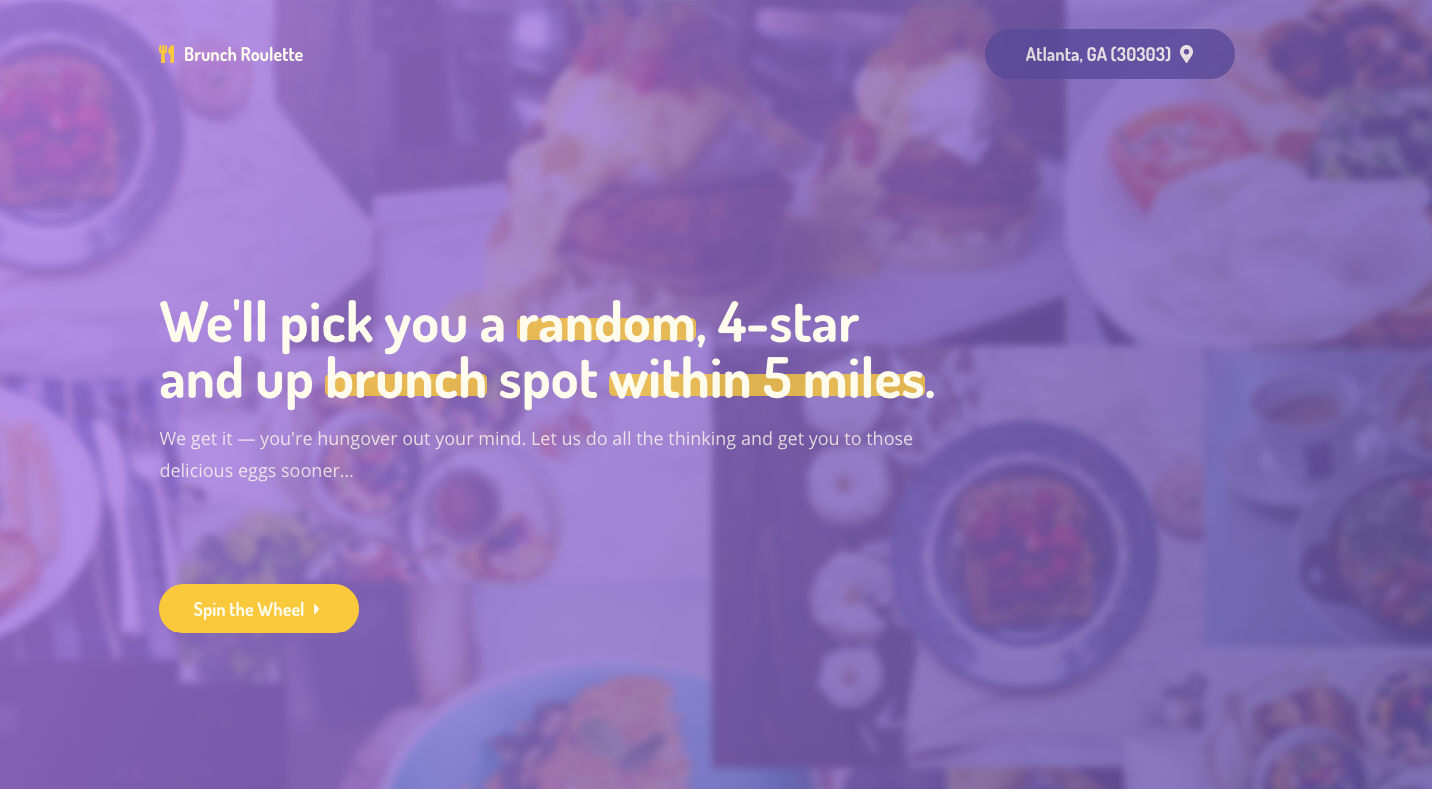 Brunch Roulette
Atlanta, GA (30303)
We'll pick you a random, 4-star
and up brunch spot within 5 miles.
We get it — you're hungover out your mind. Let us do all the thinking and get you to those
delicious eggs sooner...
Spin the Wheel